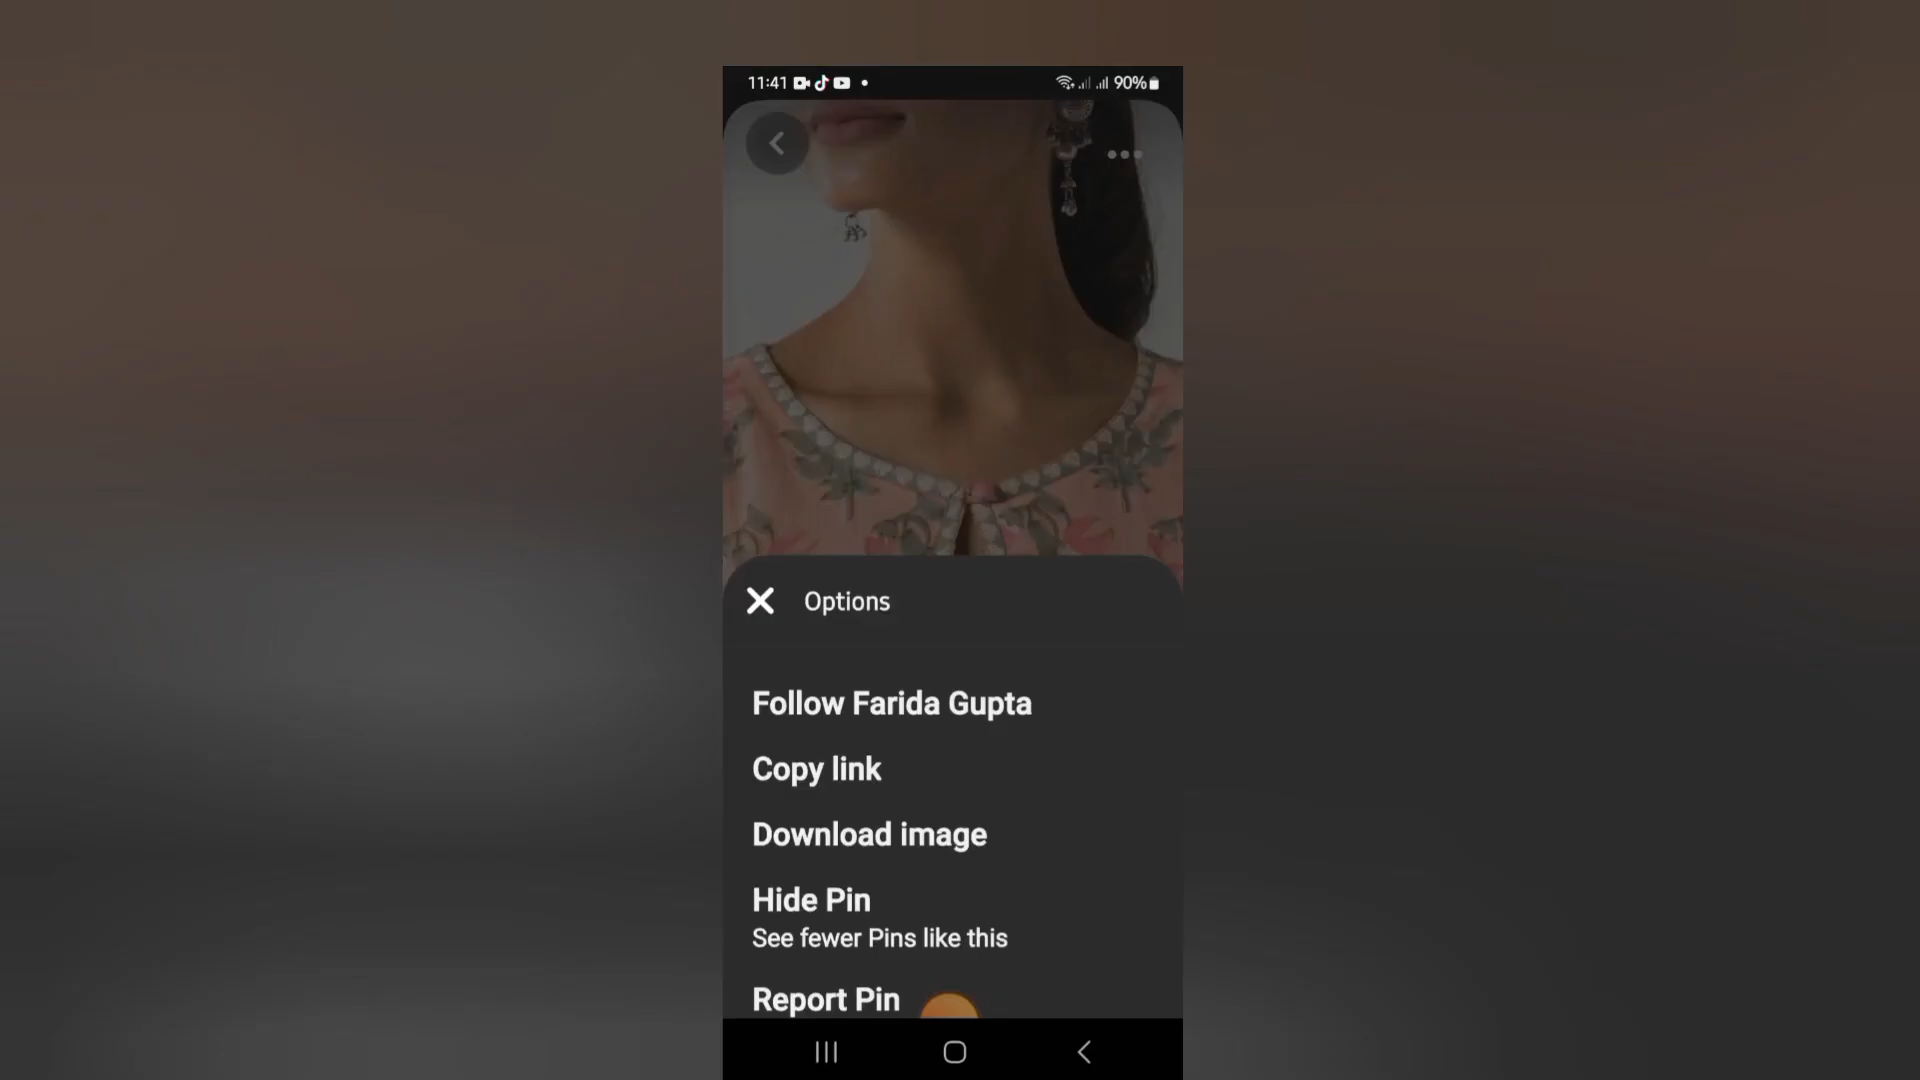 11:41
90%
Options
Follow Farida Gupta
Copy link
Download image
Hide Pin
See fewer Pins like this
Report Pin